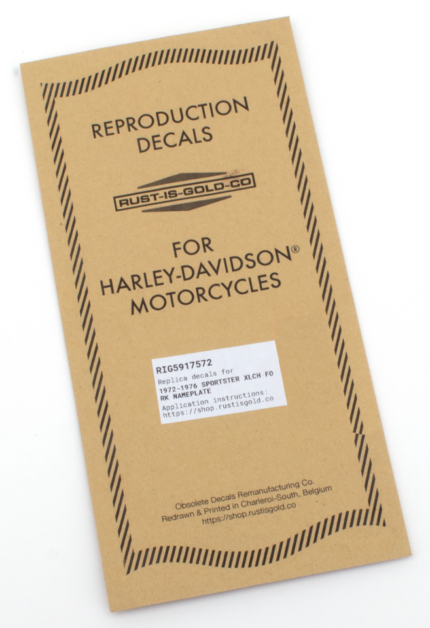 REPRODUCTION
DECALS
RUST-IS-GOLD-CO
FOR
HARLEY-DAVIDSON®
MOTORCYCLES
RIG5917572
Replica decals for
1972-1976 SPORTSTER XLCH FO
RK NAMEPLATE
Application instructions:
https://shop.rustisgold.co
Obsolete Decals Remanufacturing Co.
Redrawn & Printed in Charleroi-South, Belgium
https://shop.rustisgold.co